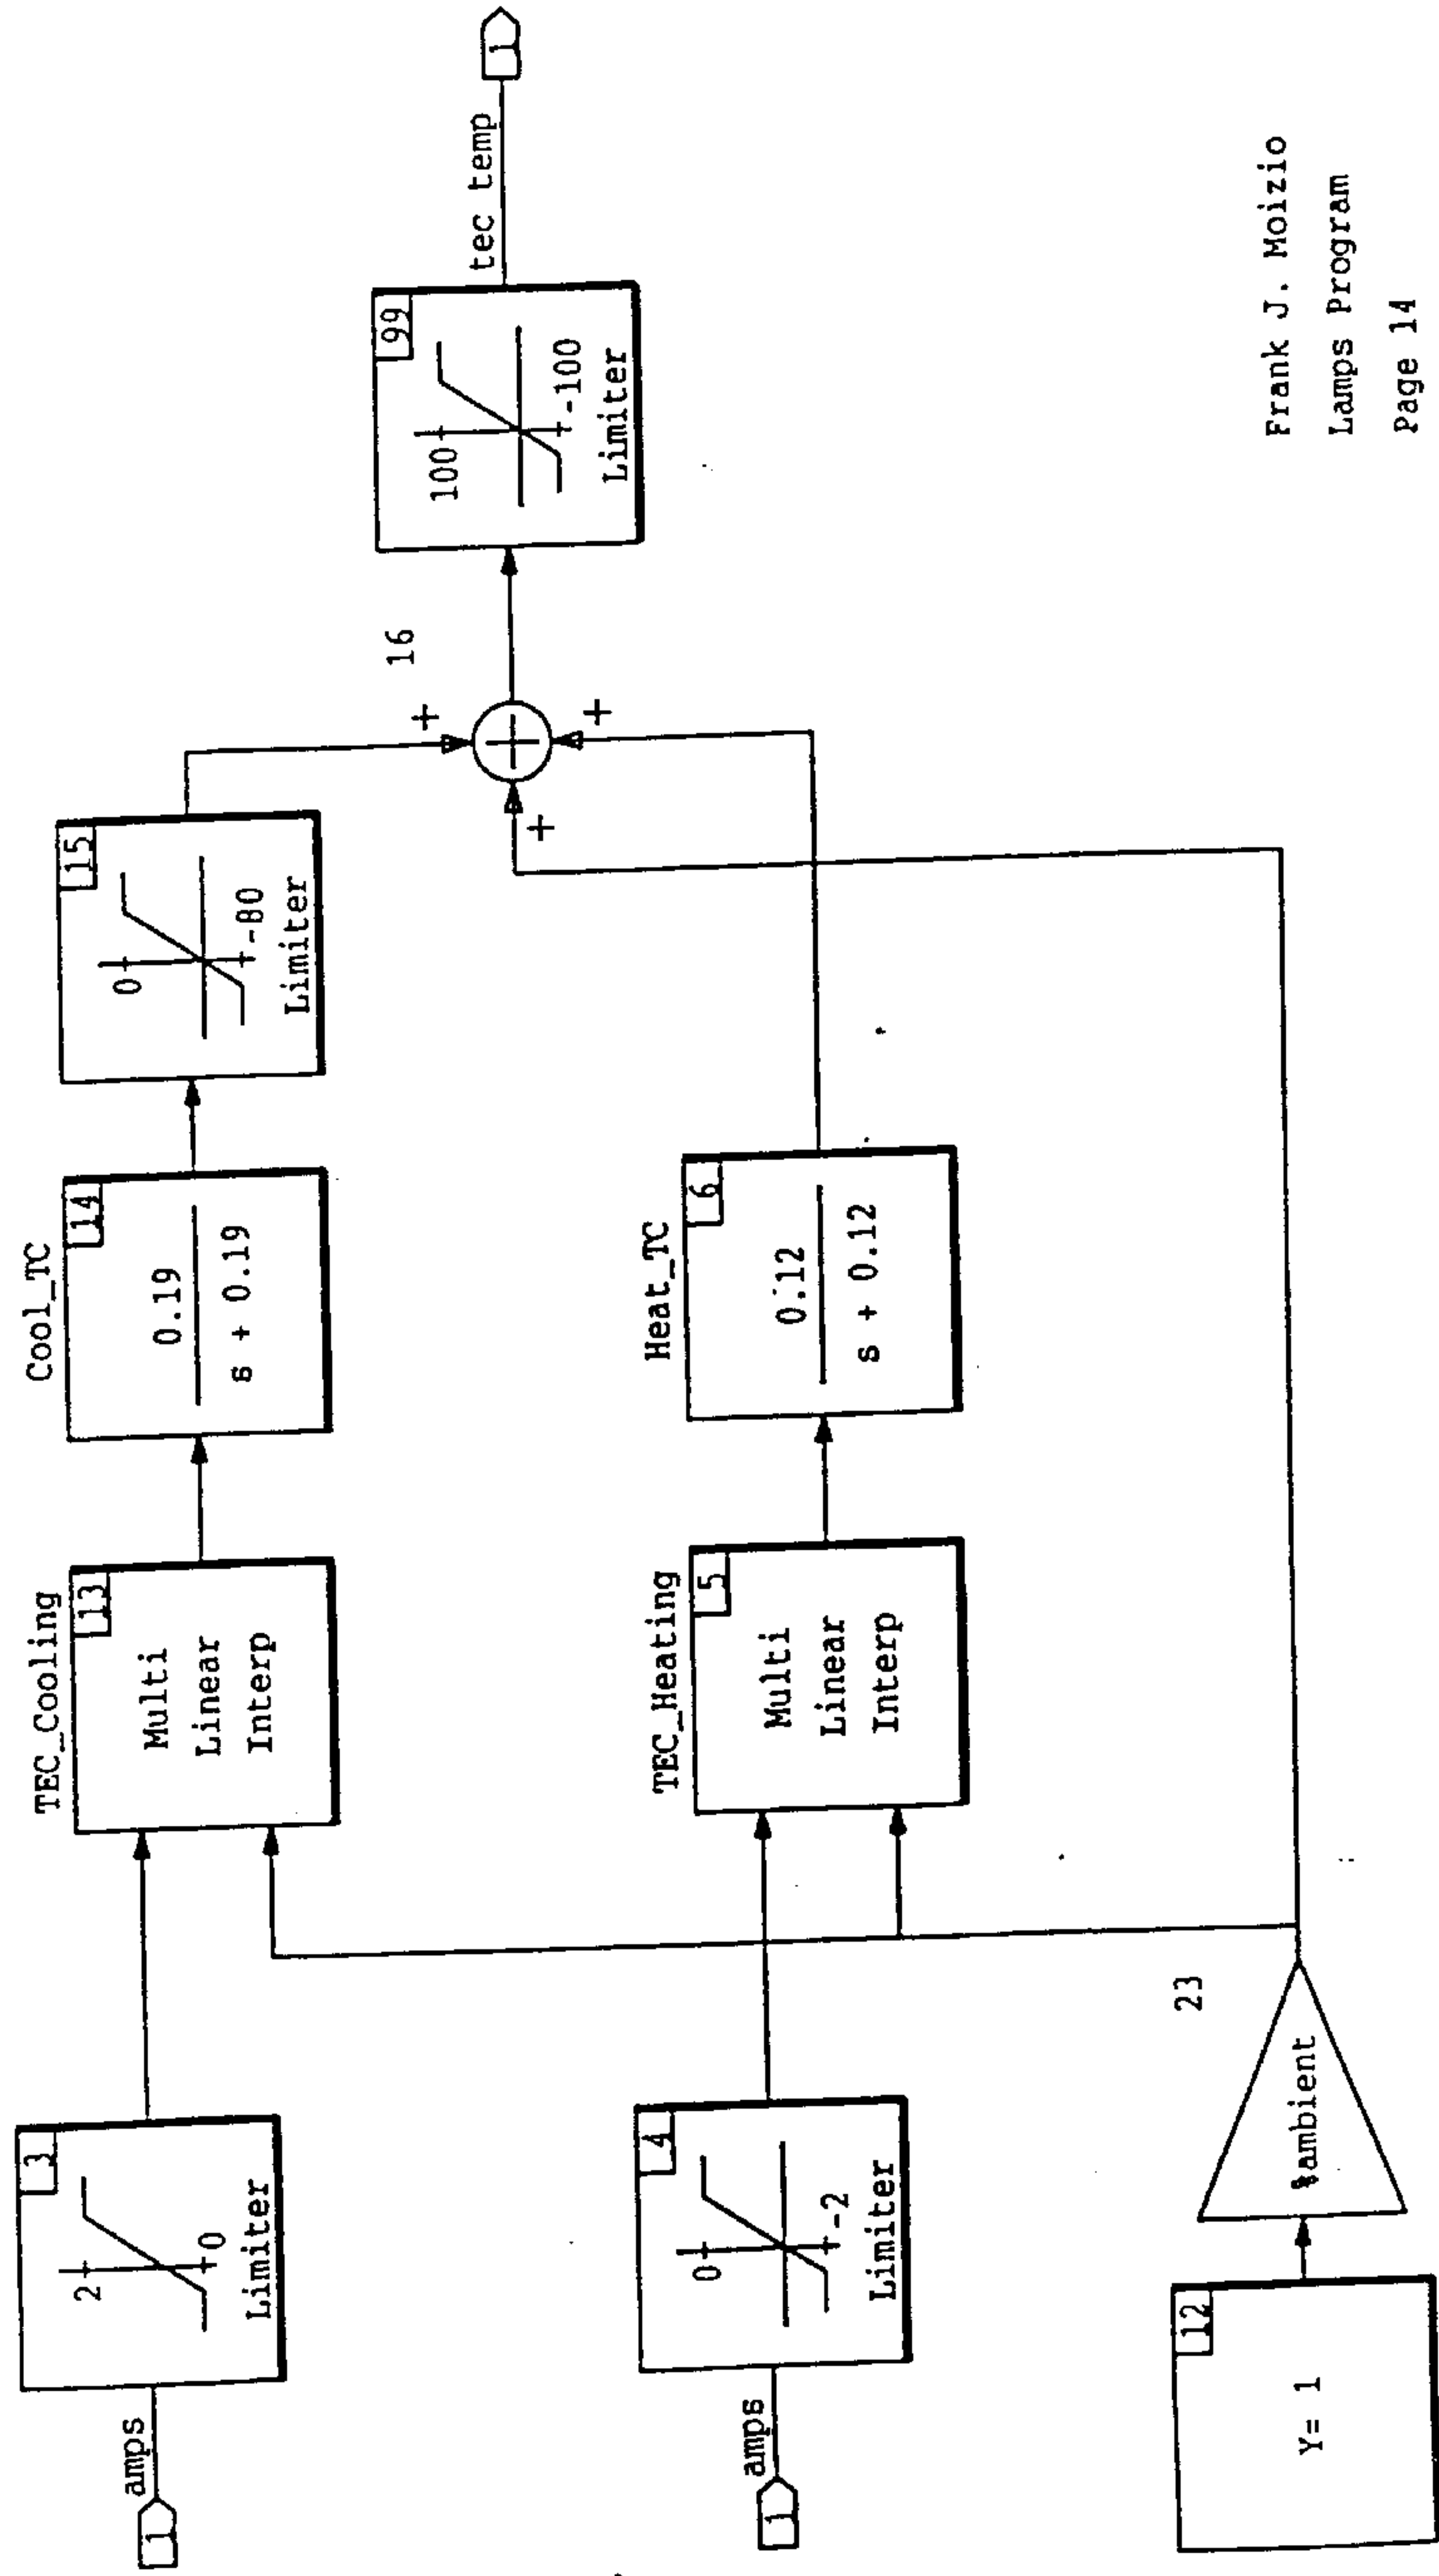 1
amps
3
2
0
Limiter
TEC_Cooling
13
Multi
Linear
Interp
Cool_TC
14
0.19
s + 0.19
15
0
-80
Limiter
16
+
+
+
99
100
-100
Limiter
tec temp
1
1
amps
4
0
-2
Limiter
TEC_Heating
5
Multi
Linear
Interp
Heat_TC
6
0.12
s + 0.12
12
Y= 1
23
%ambient
Frank J. Moizio
Lamps Program
Page 14